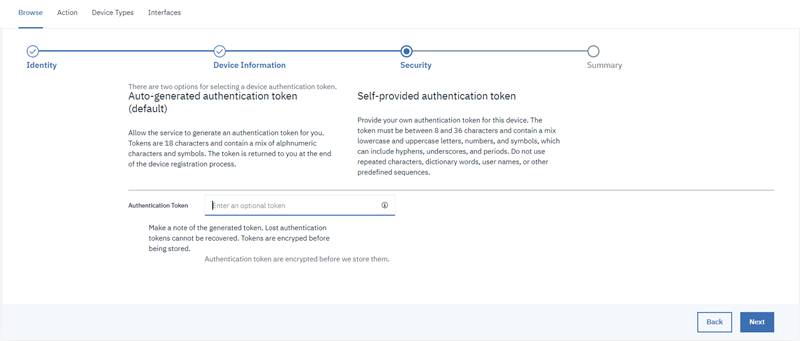 Browse Action Device Types Interfaces
Identity Device Information Security Summary
There are two options for selecting a device authentication token.
Auto-generated authentication token
(default)
Allow the service to generate an authentication token for you.
Tokens are 18 characters and contain a mix of alphnumeric
characters and symbols. The token is returned to you at the end
of the device registration process.
Self-provided authentication token
Provide your own authentication token for this device. The
token must be between 8 and 36 characters and contain a mix
lowercase and uppercase letters, numbers, and symbols, which
can include hyphens, underscores, and periods. Do not use
repeated characters, dictionary words, user names, or other
predefined sequences.
Authentication Token Enter an optional token
Make a note of the generated token. Lost authentication
tokens cannot be recovered. Tokens are encryped before
being stored.
Authentication token are encrypted before we store them.
Back Next